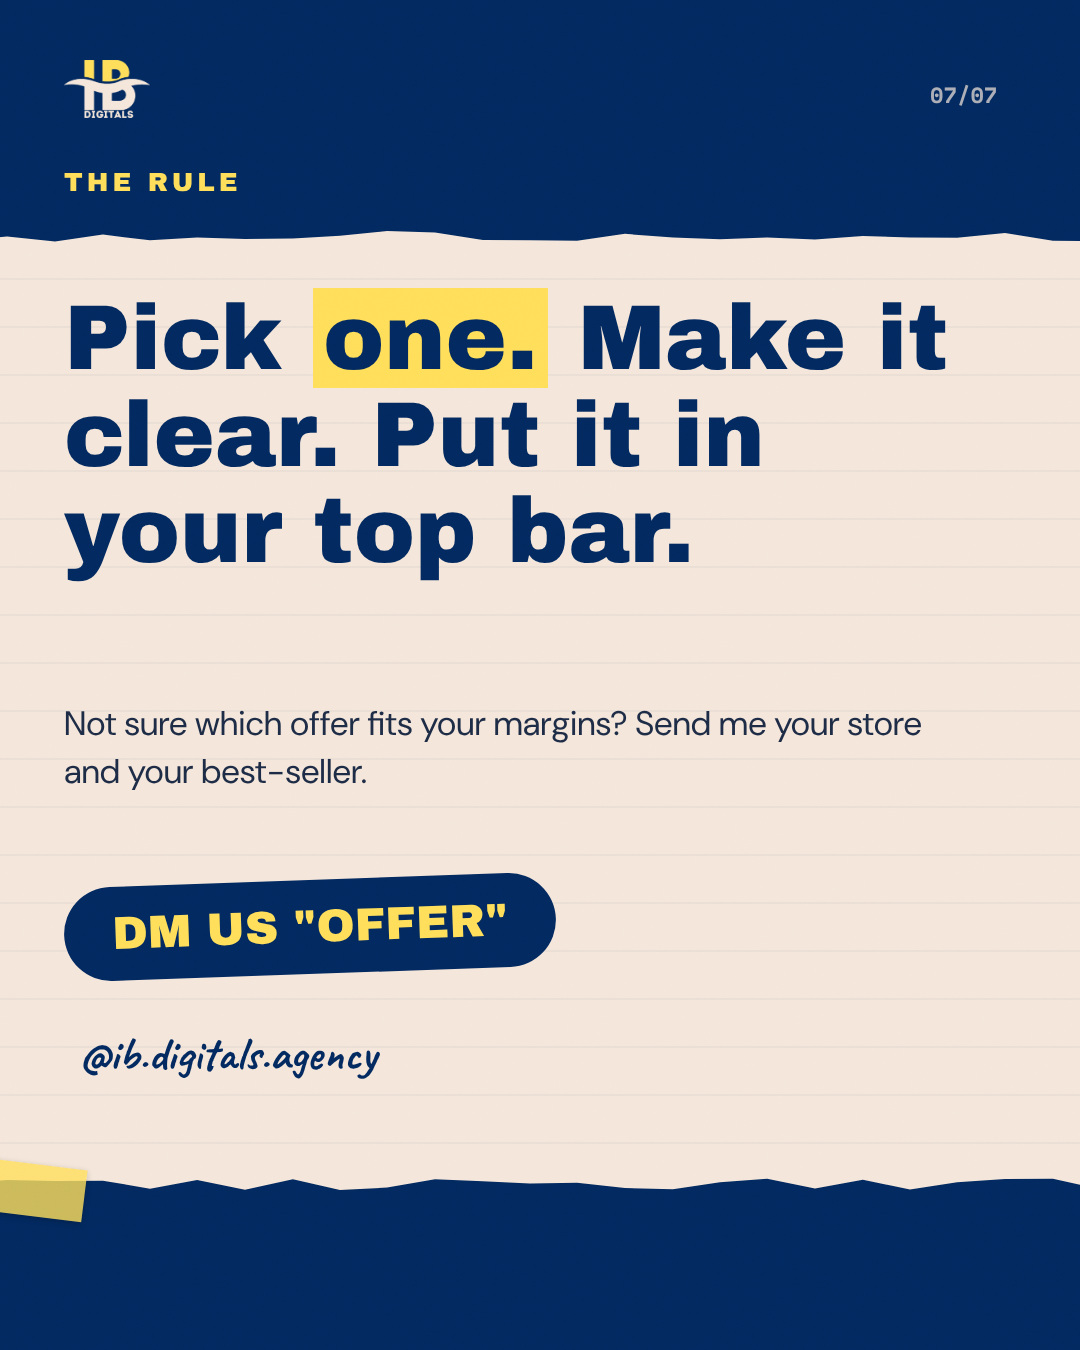 IB
DIGITALS
07/07
THE RULE
Pick one. Make it
clear. Put it in
your top bar.
Not sure which offer fits your margins? Send me your store
and your best-seller.
DM US "OFFER"
@ib.digitals.agency